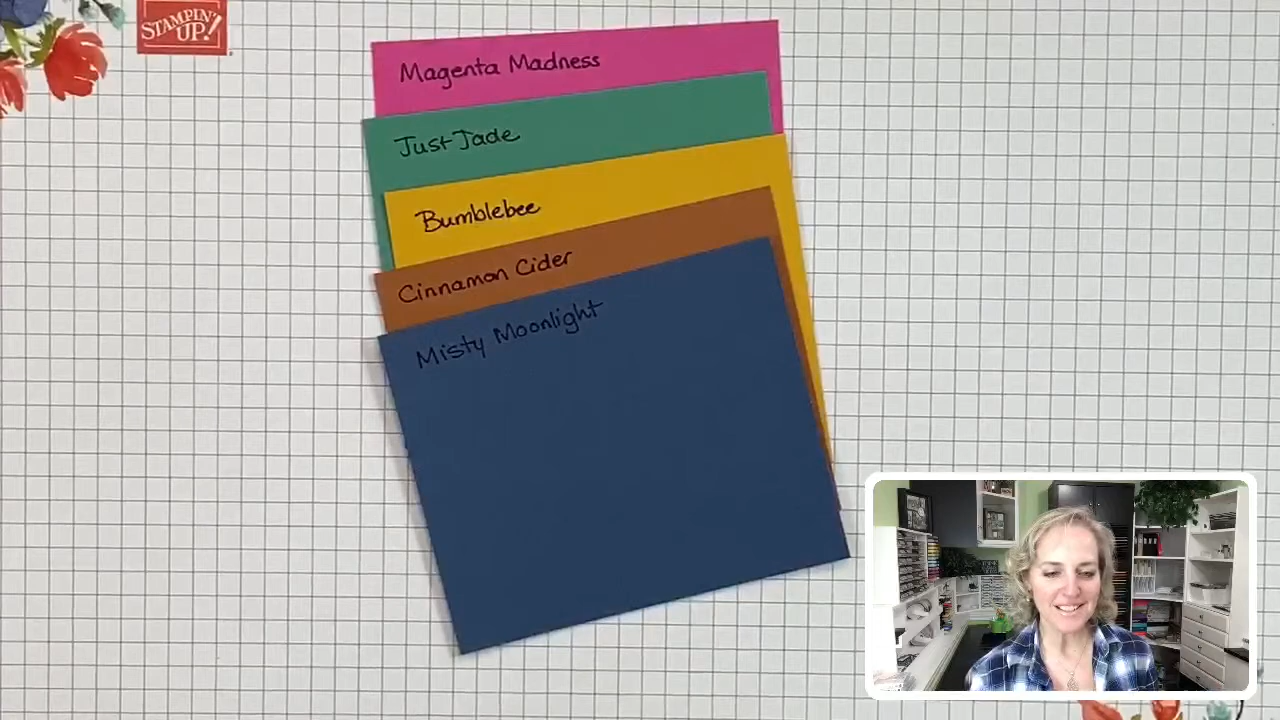 STAMPIN' UP!
Magenta Madness
Just Jade
Bumblebee
Cinnamon Cider
Misty Moonlight